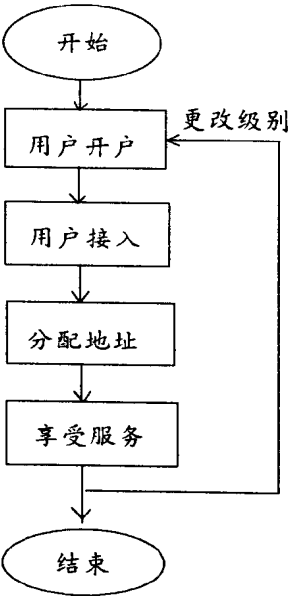 开始
更改级别
用户开户
用户接入
分配地址
享受服务
结束